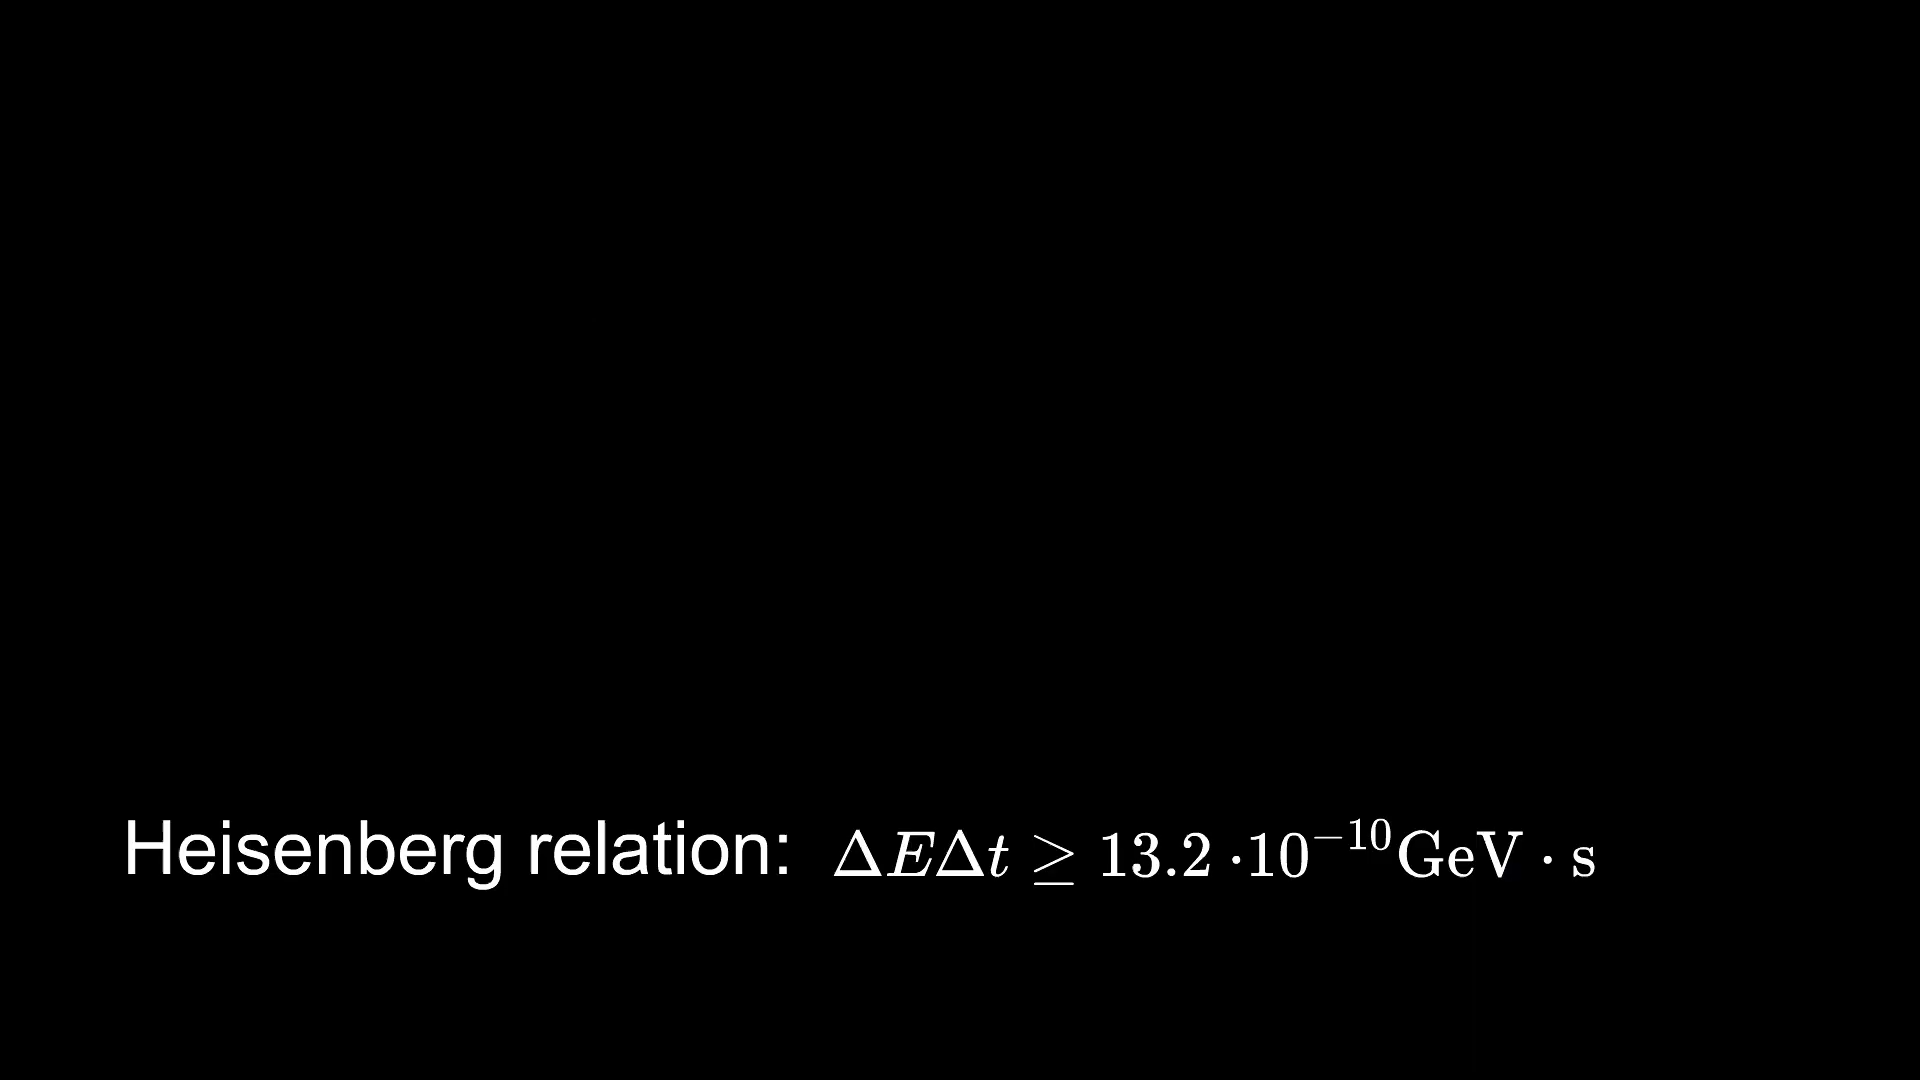 Heisenberg relation: ΔEΔt ≥ 13.2 ·10⁻¹⁰GeV · s